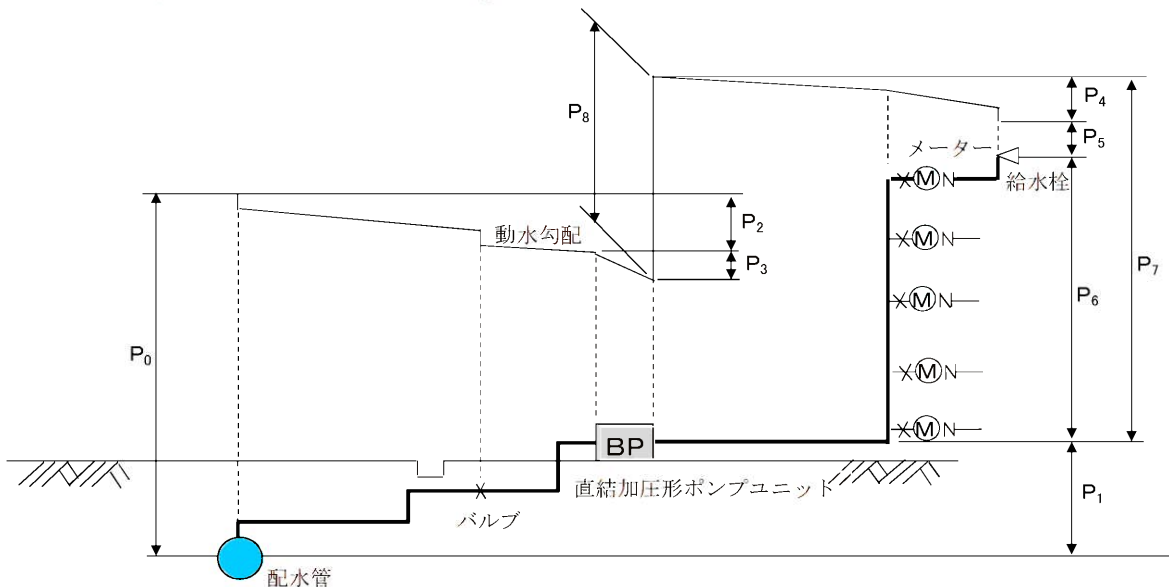 P8
P4
P5
メーター
M N
給水栓
P2
動水勾配
P3
M N
P7
P6
M N
P0
M N
M N
BP
直結加圧形ポンプユニット
P1
バルブ
配水管